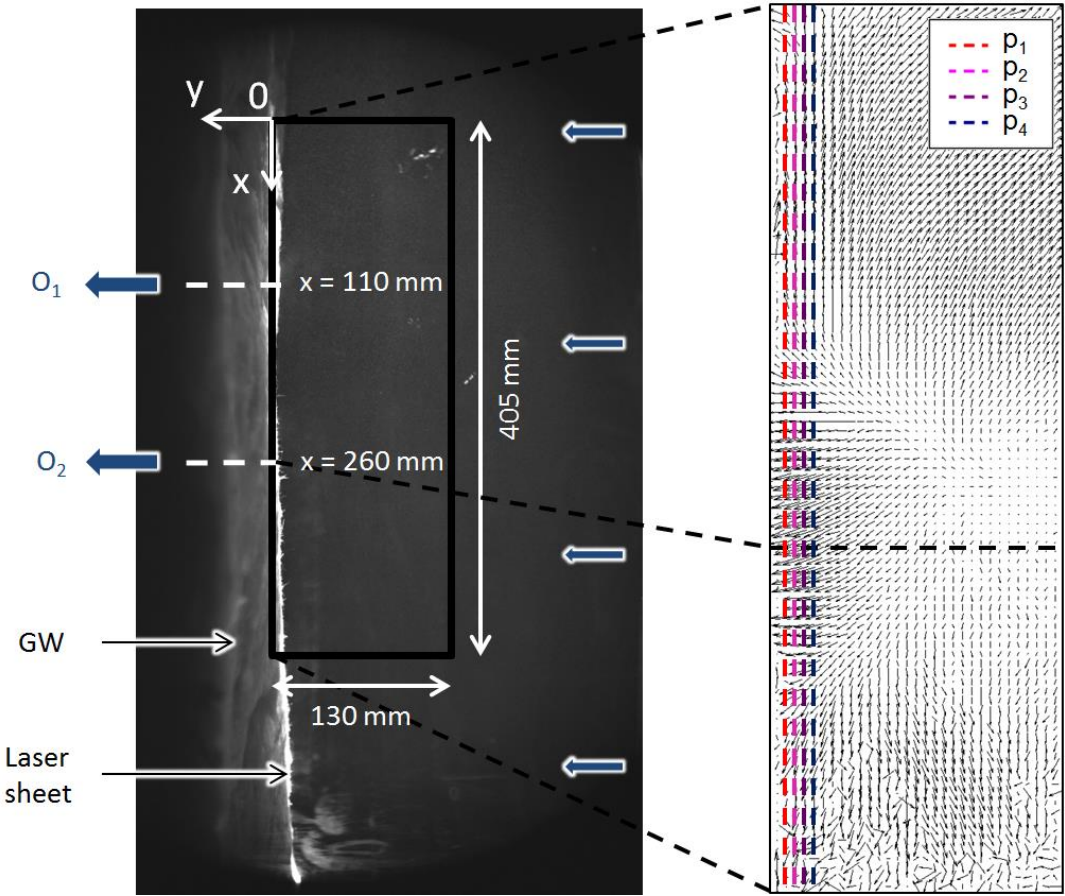 y
0
x
O₁
x = 110 mm
405 mm
O₂
x = 260 mm
GW
130 mm
Laser
sheet
p₁
p₂
p₃
p₄